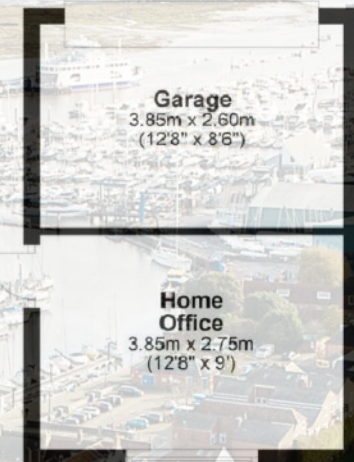 Garage
3.85m x 2.60m
(12'8" x 8'6")
Home
Office
3.85m x 2.75m
(12'8" x 9')